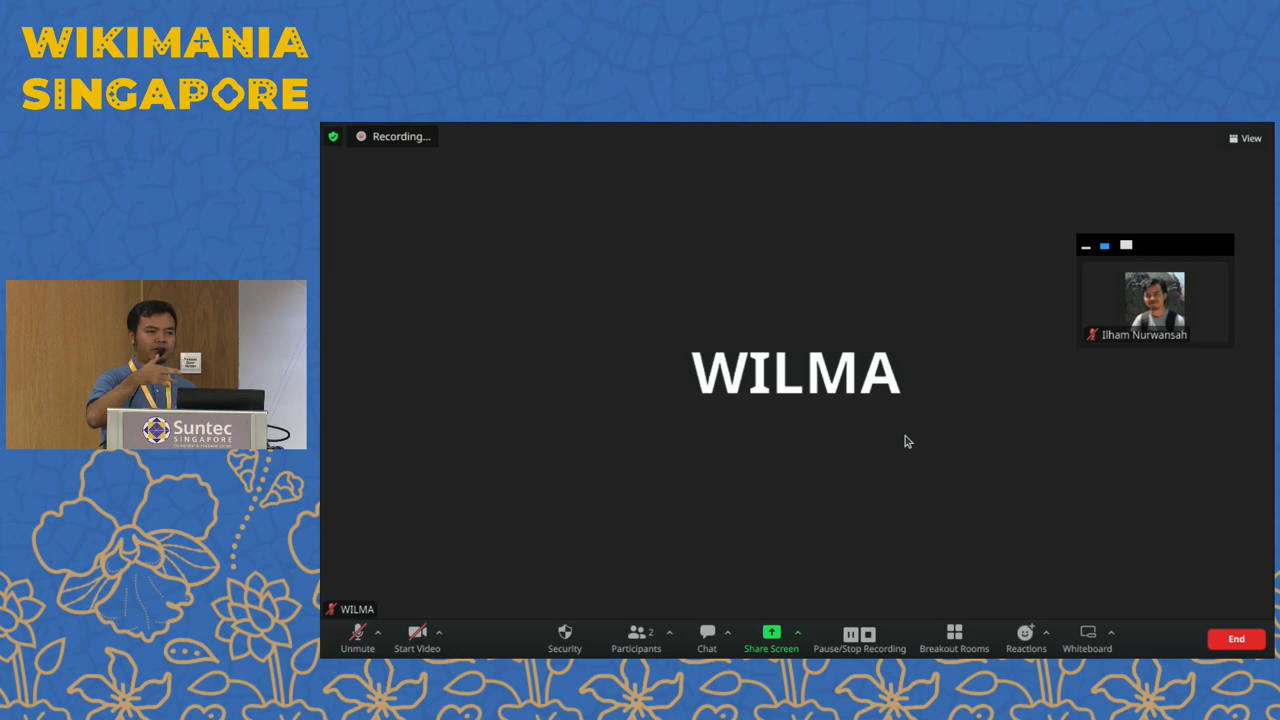 WIKIMANIA
SINGAPORE
Recording...
View
Ilham Nurwansah
WILMA
Suntec
SINGAPORE
WILMA
Unmute
Start Video
Security
Participants
2
Chat
Share Screen
Pause/Stop Recording
Breakout Rooms
Reactions
Whiteboard
End